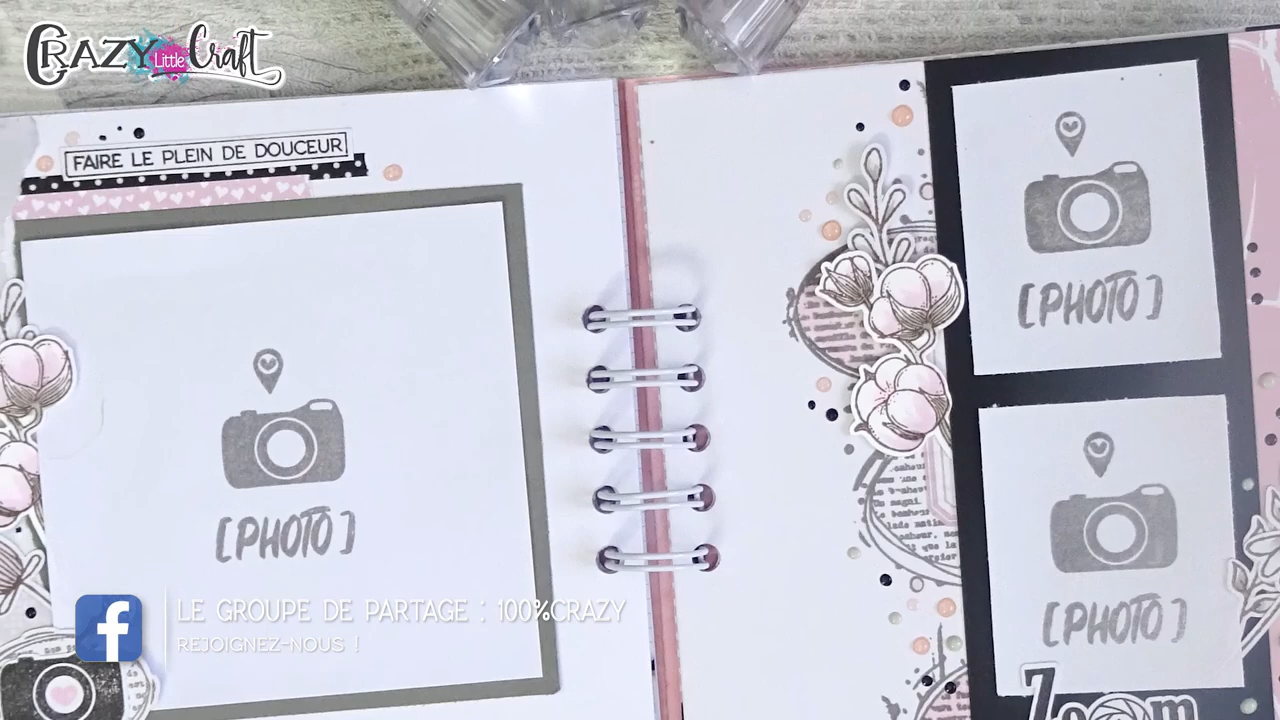 CRAZY Little Craft
FAIRE LE PLEIN DE DOUCEUR
[PHOTO]
[PHOTO]
[PHOTO]
Zoom
LE GROUPE DE PARTAGE : 100%CRAZY
REJOIGNEZ-NOUS !